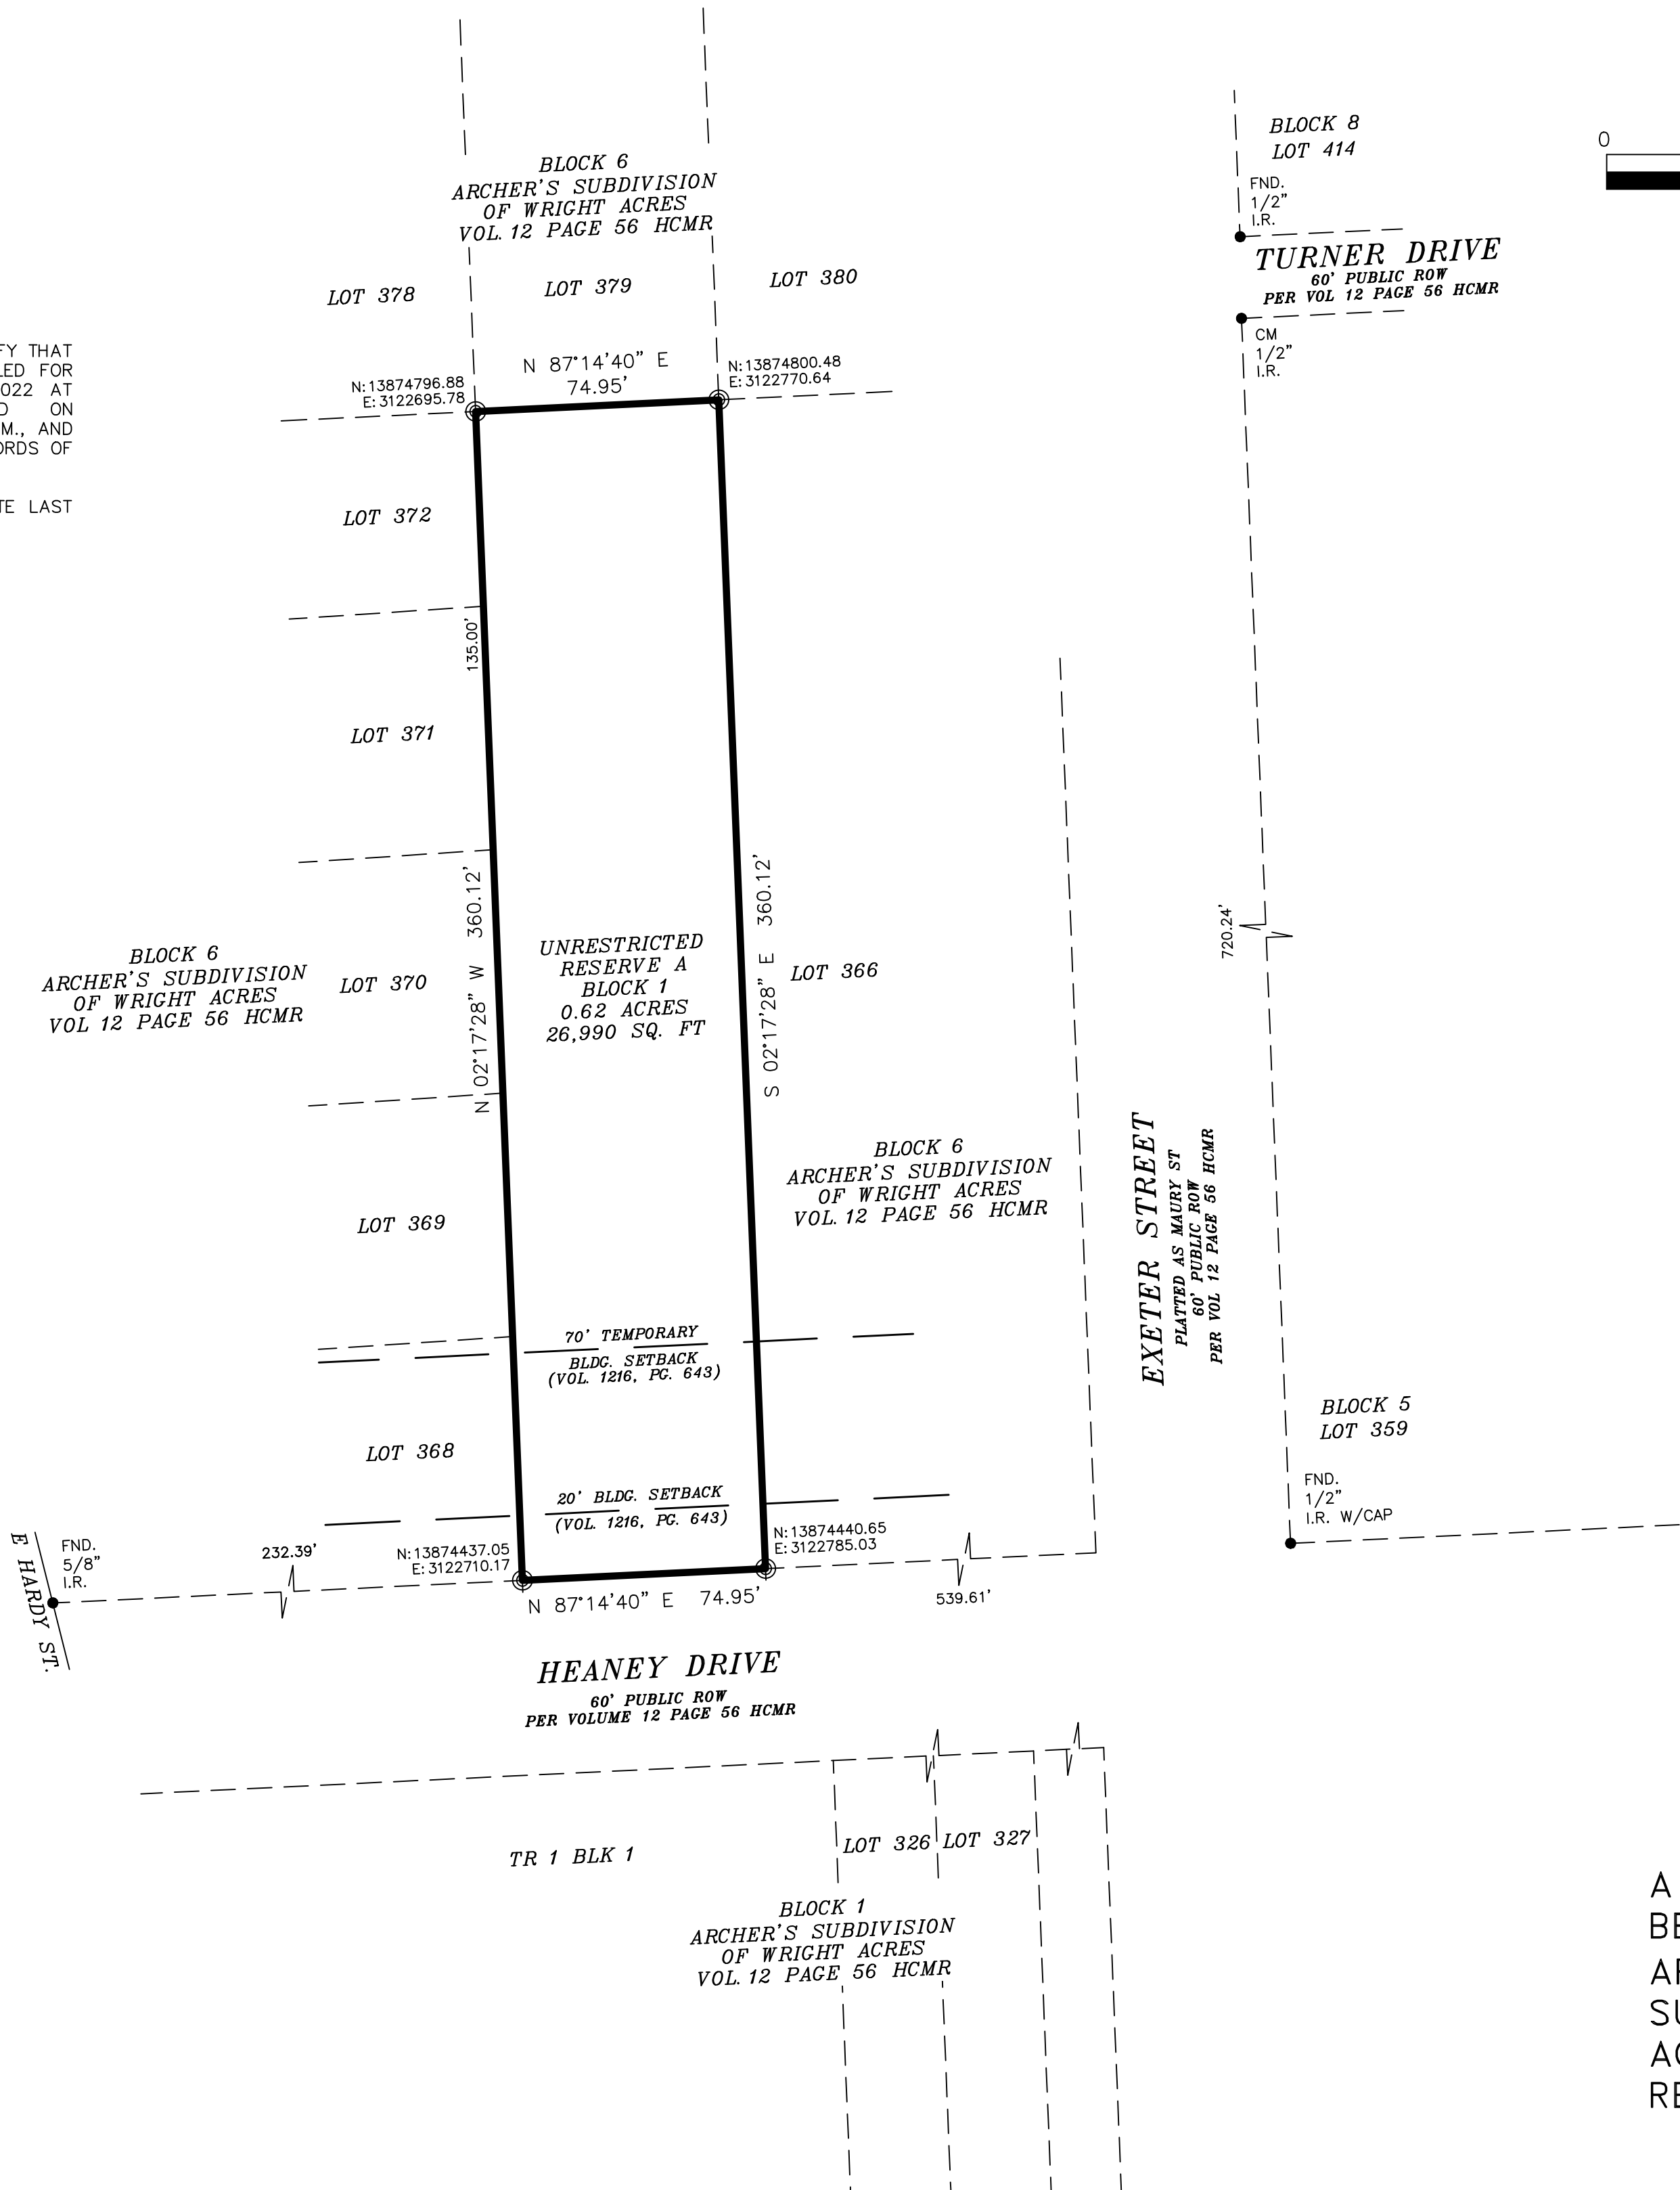 BLOCK 8
LOT 414
0
FND.
1/2"
I.R.
TURNER DRIVE
60' PUBLIC ROW
PER VOL 12 PAGE 56 HCMR
CM
1/2"
I.R.
BLOCK 6
ARCHER'S SUBDIVISION
OF WRIGHT ACRES
VOL. 12 PAGE 56 HCMR
LOT 378
LOT 379
LOT 380
THAT
FOR
AT
ON
AND
OF
LAST
N 87°14'40" E
74.95'
N:13874796.88
E:3122695.78
N:13874800.48
E:3122770.64
LOT 372
135.00'
LOT 371
N 02°17'28" W 360.12'
S 02°17'28" E 360.12'
720.24'
UNRESTRICTED
RESERVE A
BLOCK 1
0.62 ACRES
26,990 SQ. FT
BLOCK 6
ARCHER'S SUBDIVISION
OF WRIGHT ACRES
VOL 12 PAGE 56 HCMR
LOT 370
LOT 366
BLOCK 6
ARCHER'S SUBDIVISION
OF WRIGHT ACRES
VOL. 12 PAGE 56 HCMR
LOT 369
EXETER STREET
PLATTED AS MAURY ST
60' PUBLIC ROW
PER VOL 12 PAGE 56 HCMR
70' TEMPORARY
BLDG. SETBACK
(VOL. 1216, PG. 643)
BLOCK 5
LOT 359
LOT 368
FND.
1/2"
I.R. W/CAP
20' BLDG. SETBACK
(VOL. 1216, PG. 643)
E HARDY ST.
FND.
5/8"
I.R.
232.39'
N:13874437.05
E:3122710.17
N:13874440.65
E:3122785.03
N 87°14'40" E 74.95'
539.61'
HEANEY DRIVE
60' PUBLIC ROW
PER VOLUME 12 PAGE 56 HCMR
TR 1 BLK 1
LOT 326
LOT 327
BLOCK 1
ARCHER'S SUBDIVISION
OF WRIGHT ACRES
VOL. 12 PAGE 56 HCMR
A